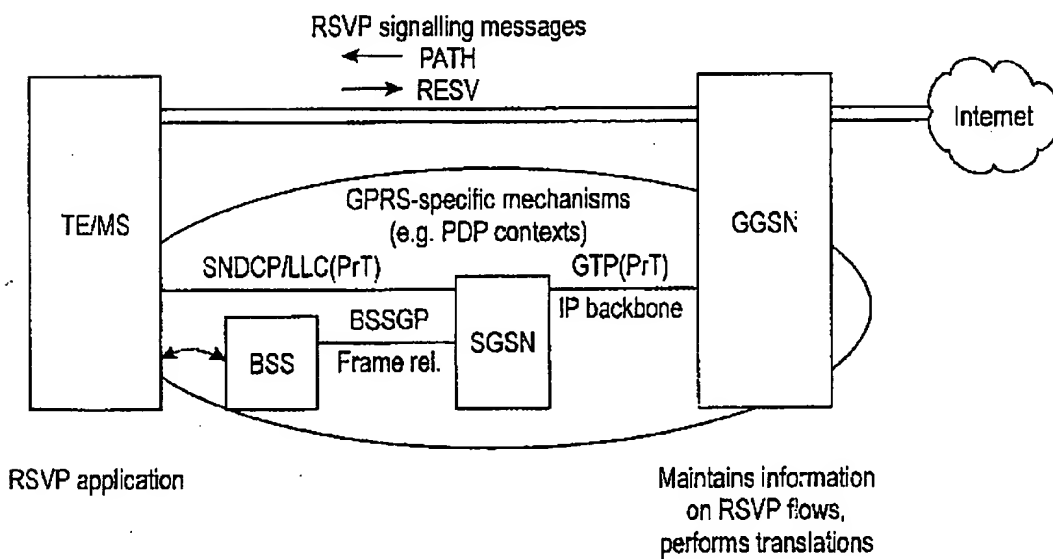 RSVP signalling messages
PATH
RESV
Internet
TE/MS
GPRS-specific mechanisms
(e.g. PDP contexts)
GGSN
SNDCP/LLC(PrT)
GTP(PrT)
BSSGP
SGSN
IP backbone
BSS
Frame rel.
RSVP application
Maintains information
on RSVP flows,
performs translations